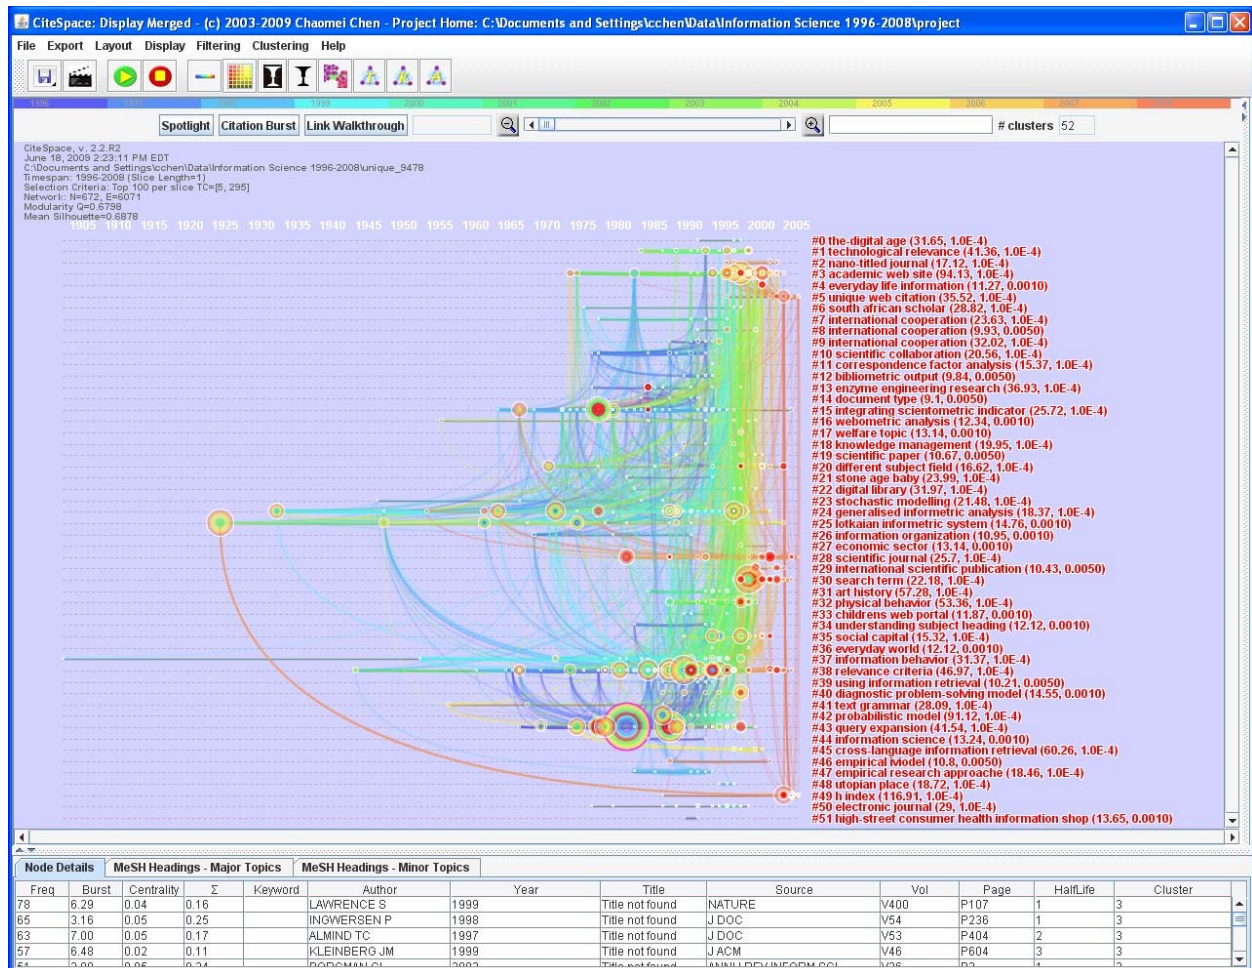 CiteSpace: Display Merged - (c) 2003-2009 Chaomei Chen - Project Home: C:\Documents and Settings\cchen\Data\Information Science 1996-2008\project
File Export Layout Display Filtering Clustering Help
1996 1997 1998 1999 2000 2001 2002 2003 2004 2005 2006 2007
Spotlight Citation Burst Link Walkthrough # clusters 52
CiteSpace, v. 2.2.R2
June 18, 2009 2:23:11 PM EDT
C:\Documents and Settings\cchen\Data\Information Science 1996-2008\unique_9478
Timespan: 1996-2008 (Slice Length=1)
Selection Criteria: Top 100 per slice TC=[5, 295]
Network: N=672, E=6071
Modularity Q=0.6798
Mean Silhouette=0.6878
1905 1910 1915 1920 1925 1930 1935 1940 1945 1950 1955 1960 1965 1970 1975 1980 1985 1990 1995 2000 2005
#0 the-digital age (31.65, 1.0E-4)
#1 technological relevance (41.36, 1.0E-4)
#2 nano-titled journal (17.12, 1.0E-4)
#3 academic web site (94.13, 1.0E-4)
#4 everyday life information (11.27, 0.0010)
#5 unique web citation (35.52, 1.0E-4)
#6 south african scholar (28.82, 1.0E-4)
#7 international cooperation (23.63, 1.0E-4)
#8 international cooperation (9.93, 0.0050)
#9 international cooperation (32.02, 1.0E-4)
#10 scientific collaboration (20.56, 1.0E-4)
#11 correspondence factor analysis (15.37, 1.0E-4)
#12 bibliometric output (9.84, 0.0050)
#13 enzyme engineering research (36.93, 1.0E-4)
#14 document type (9.1, 0.0050)
#15 integrating scientometric indicator (25.72, 1.0E-4)
#16 webometric analysis (12.34, 0.0010)
#17 welfare topic (13.14, 0.0010)
#18 knowledge management (19.95, 1.0E-4)
#19 scientific paper (10.67, 0.0050)
#20 different subject field (16.62, 1.0E-4)
#21 stone age baby (23.99, 1.0E-4)
#22 digital library (31.97, 1.0E-4)
#23 stochastic modelling (21.48, 1.0E-4)
#24 generalised informetric analysis (18.37, 1.0E-4)
#25 lotkaian informetric system (14.76, 0.0010)
#26 information organization (10.95, 0.0010)
#27 economic sector (13.14, 0.0010)
#28 scientific journal (25.7, 1.0E-4)
#29 international scientific publication (10.43, 0.0050)
#30 search term (22.18, 1.0E-4)
#31 art history (57.28, 1.0E-4)
#32 physical behavior (53.36, 1.0E-4)
#33 childrens web portal (11.87, 0.0010)
#34 understanding subject heading (12.12, 0.0010)
#35 social capital (15.32, 1.0E-4)
#36 everyday world (12.12, 0.0010)
#37 information behavior (31.37, 1.0E-4)
#38 relevance criteria (46.97, 1.0E-4)
#39 using information retrieval (10.21, 0.0050)
#40 diagnostic problem-solving model (14.55, 0.0010)
#41 text grammar (28.09, 1.0E-4)
#42 probabilistic model (91.12, 1.0E-4)
#43 query expansion (41.54, 1.0E-4)
#44 information science (13.24, 0.0010)
#45 cross-language information retrieval (60.26, 1.0E-4)
#46 empirical iviodel (10.8, 0.0050)
#47 empirical research approache (18.46, 1.0E-4)
#48 utopian place (18.72, 1.0E-4)
#49 h index (116.91, 1.0E-4)
#50 electronic journal (29, 1.0E-4)
#51 high-street consumer health information shop (13.65, 0.0010)
Node Details MeSH Headings - Major Topics MeSH Headings - Minor Topics
Freq Burst Centrality Σ Keyword Author Year Title Source Vol Page HalfLife Cluster
78 6.29 0.04 0.16 LAWRENCE S 1999 Title not found NATURE V400 P107 1 3
65 3.16 0.05 0.25 INGWERSEN P 1998 Title not found J DOC V54 P236 1 3
63 7.00 0.05 0.17 ALMIND TC 1997 Title not found J DOC V53 P404 2 3
57 6.48 0.02 0.11 KLEINBERG JM 1999 Title not found J ACM V46 P604 3 3